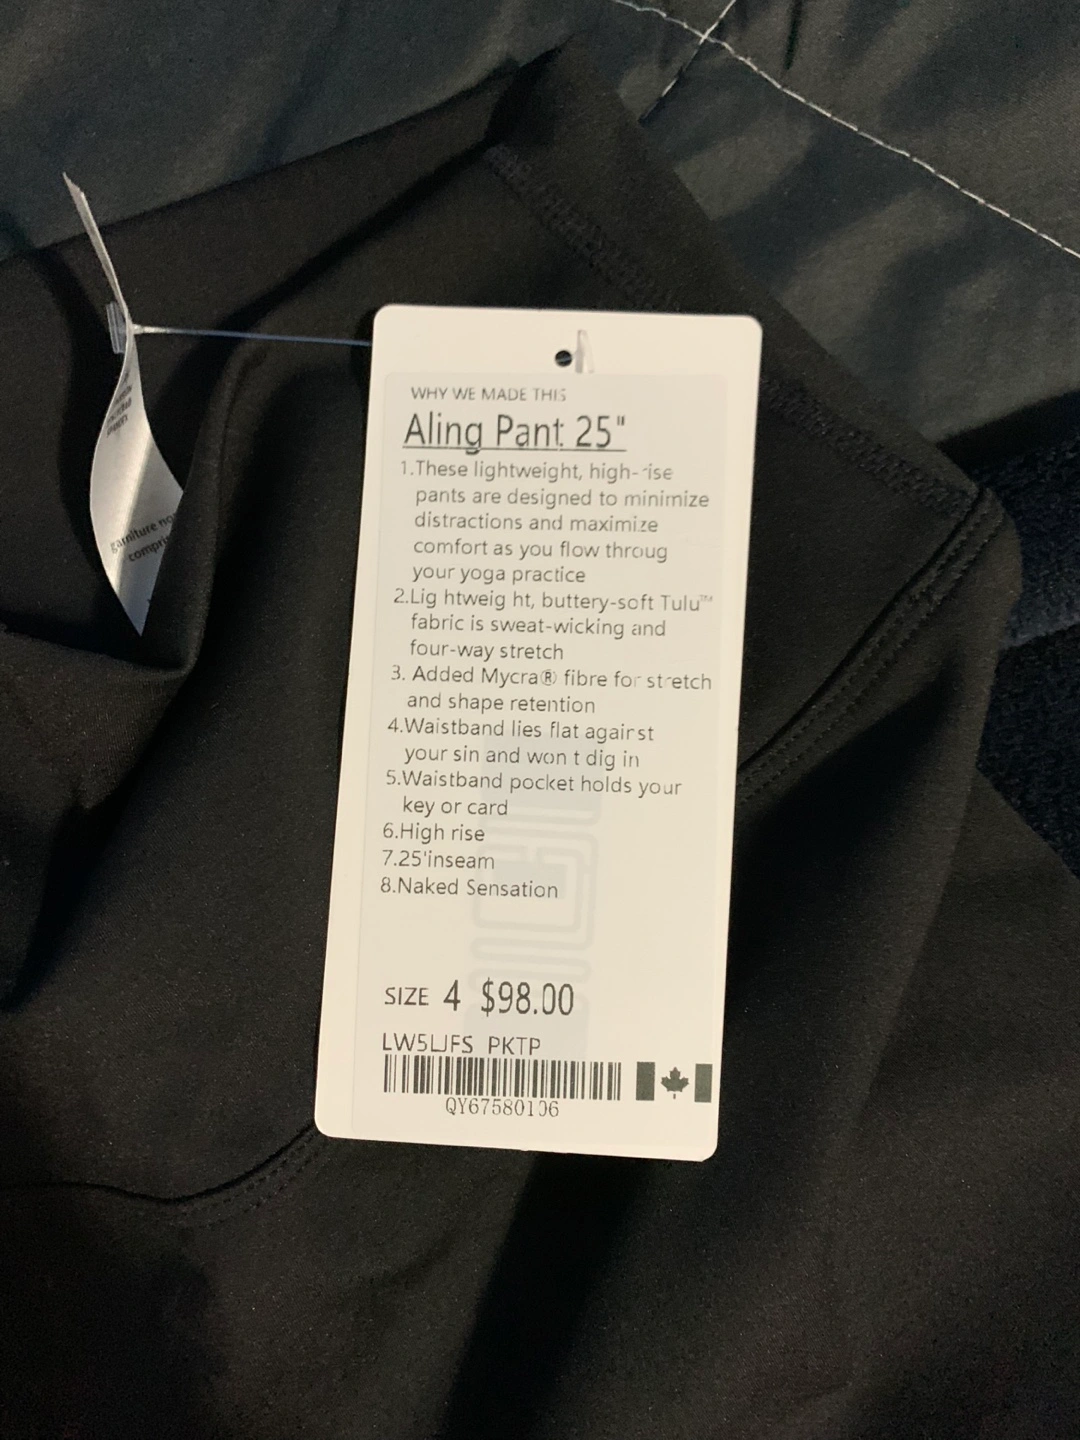 WHY WE MADE THIS
Aling Pant 25"
1.These lightweight, high-rise
pants are designed to minimize
distractions and maximize
comfort as you flow throug
your yoga practice
2.Lig htweig ht, buttery-soft Tulu™
fabric is sweat-wicking and
four-way stretch
3. Added Mycra® fibre for stretch
and shape retention
4.Waistband lies flat against
your sin and won t dig in
5.Waistband pocket holds your
key or card
6.High rise
7.25'inseam
8.Naked Sensation
SIZE 4 $98.00
LW5LJFS PKTP
QY67580106
garniture no
compri